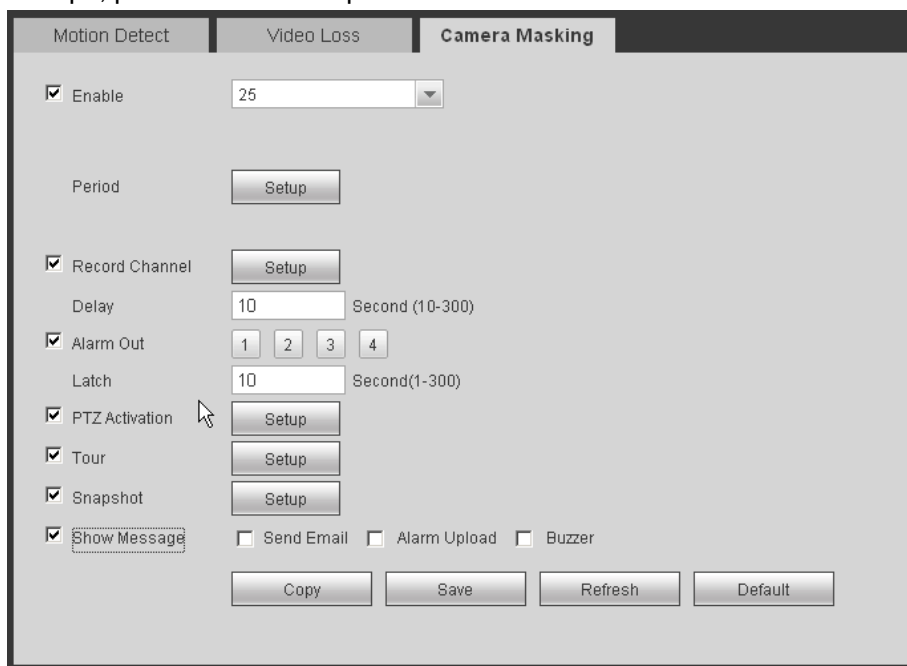 Motion Detect Video Loss Camera Masking
Enable 25
Period Setup
Record Channel Setup
Delay 10 Second (10-300)
Alarm Out 1 2 3 4
Latch 10 Second(1-300)
PTZ Activation Setup
Tour Setup
Snapshot Setup
Show Message Send Email Alarm Upload Buzzer
Copy Save Refresh Default